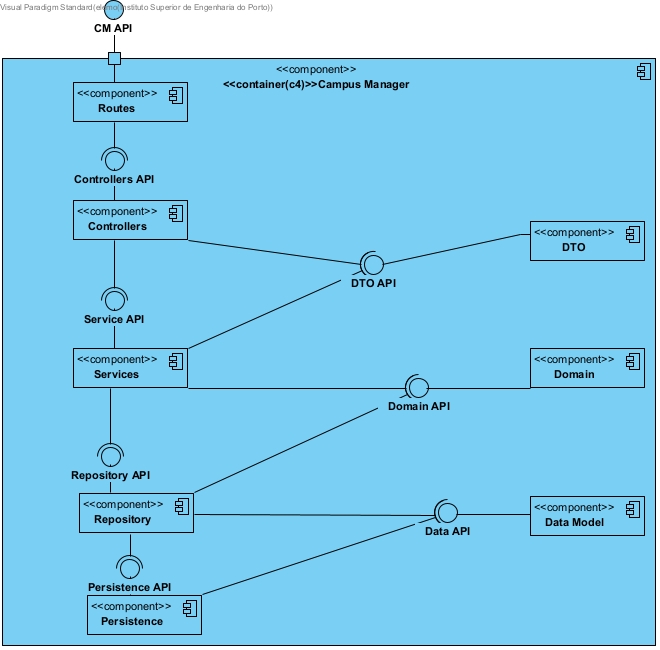 Visual Paradigm Standard(elemo(Instituto Superior de Engenharia do Porto))
CM API
<<component>>
<<container(c4)>>Campus Manager
<<component>>
Routes
Controllers API
<<component>>
Controllers
<<component>>
DTO
DTO API
Service API
<<component>>
Services
<<component>>
Domain
Domain API
Repository API
<<component>>
Repository
<<component>>
Data Model
Data API
Persistence API
<<component>>
Persistence